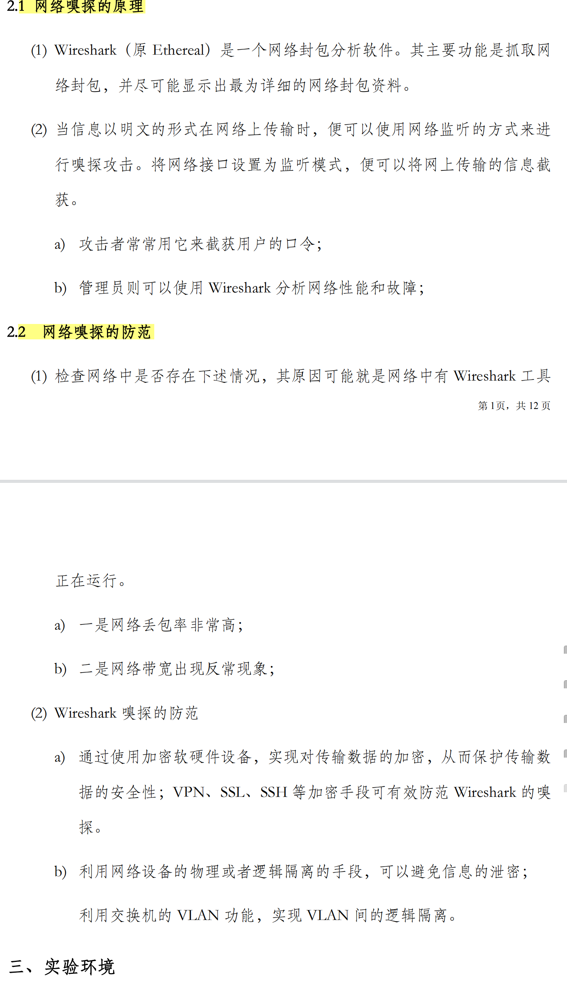 2.1 网络嗅探的原理
(1) Wireshark（原 Ethereal）是一个网络封包分析软件。其主要功能是抓取网
络封包，并尽可能显示出最为详细的网络封包资料。
(2) 当信息以明文的形式在网络上传输时，便可以使用网络监听的方式来进
行嗅探攻击。将网络接口设置为监听模式，便可以将网上传输的信息截
获。
a) 攻击者常常用它来截获用户的口令；
b) 管理员则可以使用 Wireshark 分析网络性能和故障；
2.2 网络嗅探的防范
(1) 检查网络中是否存在下述情况，其原因可能就是网络中有 Wireshark 工具
第 1页，共 12 页
正在运行。
a) 一是网络丢包率非常高；
b) 二是网络带宽出现反常现象；
(2) Wireshark 嗅探的防范
a) 通过使用加密软硬件设备，实现对传输数据的加密，从而保护传输数
据的安全性；VPN、SSL、SSH 等加密手段可有效防范 Wireshark 的嗅
探。
b) 利用网络设备的物理或者逻辑隔离的手段，可以避免信息的泄密；
利用交换机的 VLAN 功能，实现 VLAN 间的逻辑隔离。
三、实验环境